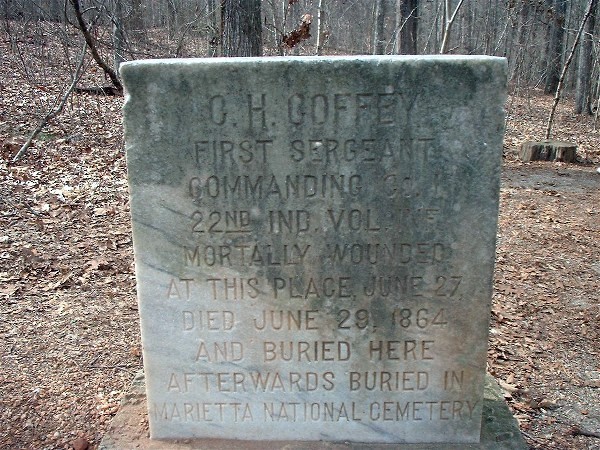 C. H. COFFEY
FIRST SERGEANT
COMMANDING CO.
22ND IND. VOL. INF.
MORTALLY WOUNDED
AT THIS PLACE, JUNE 27,
DIED JUNE 29, 1864
AND BURIED HERE
AFTERWARDS BURIED IN
MARIETTA NATIONAL CEMETERY